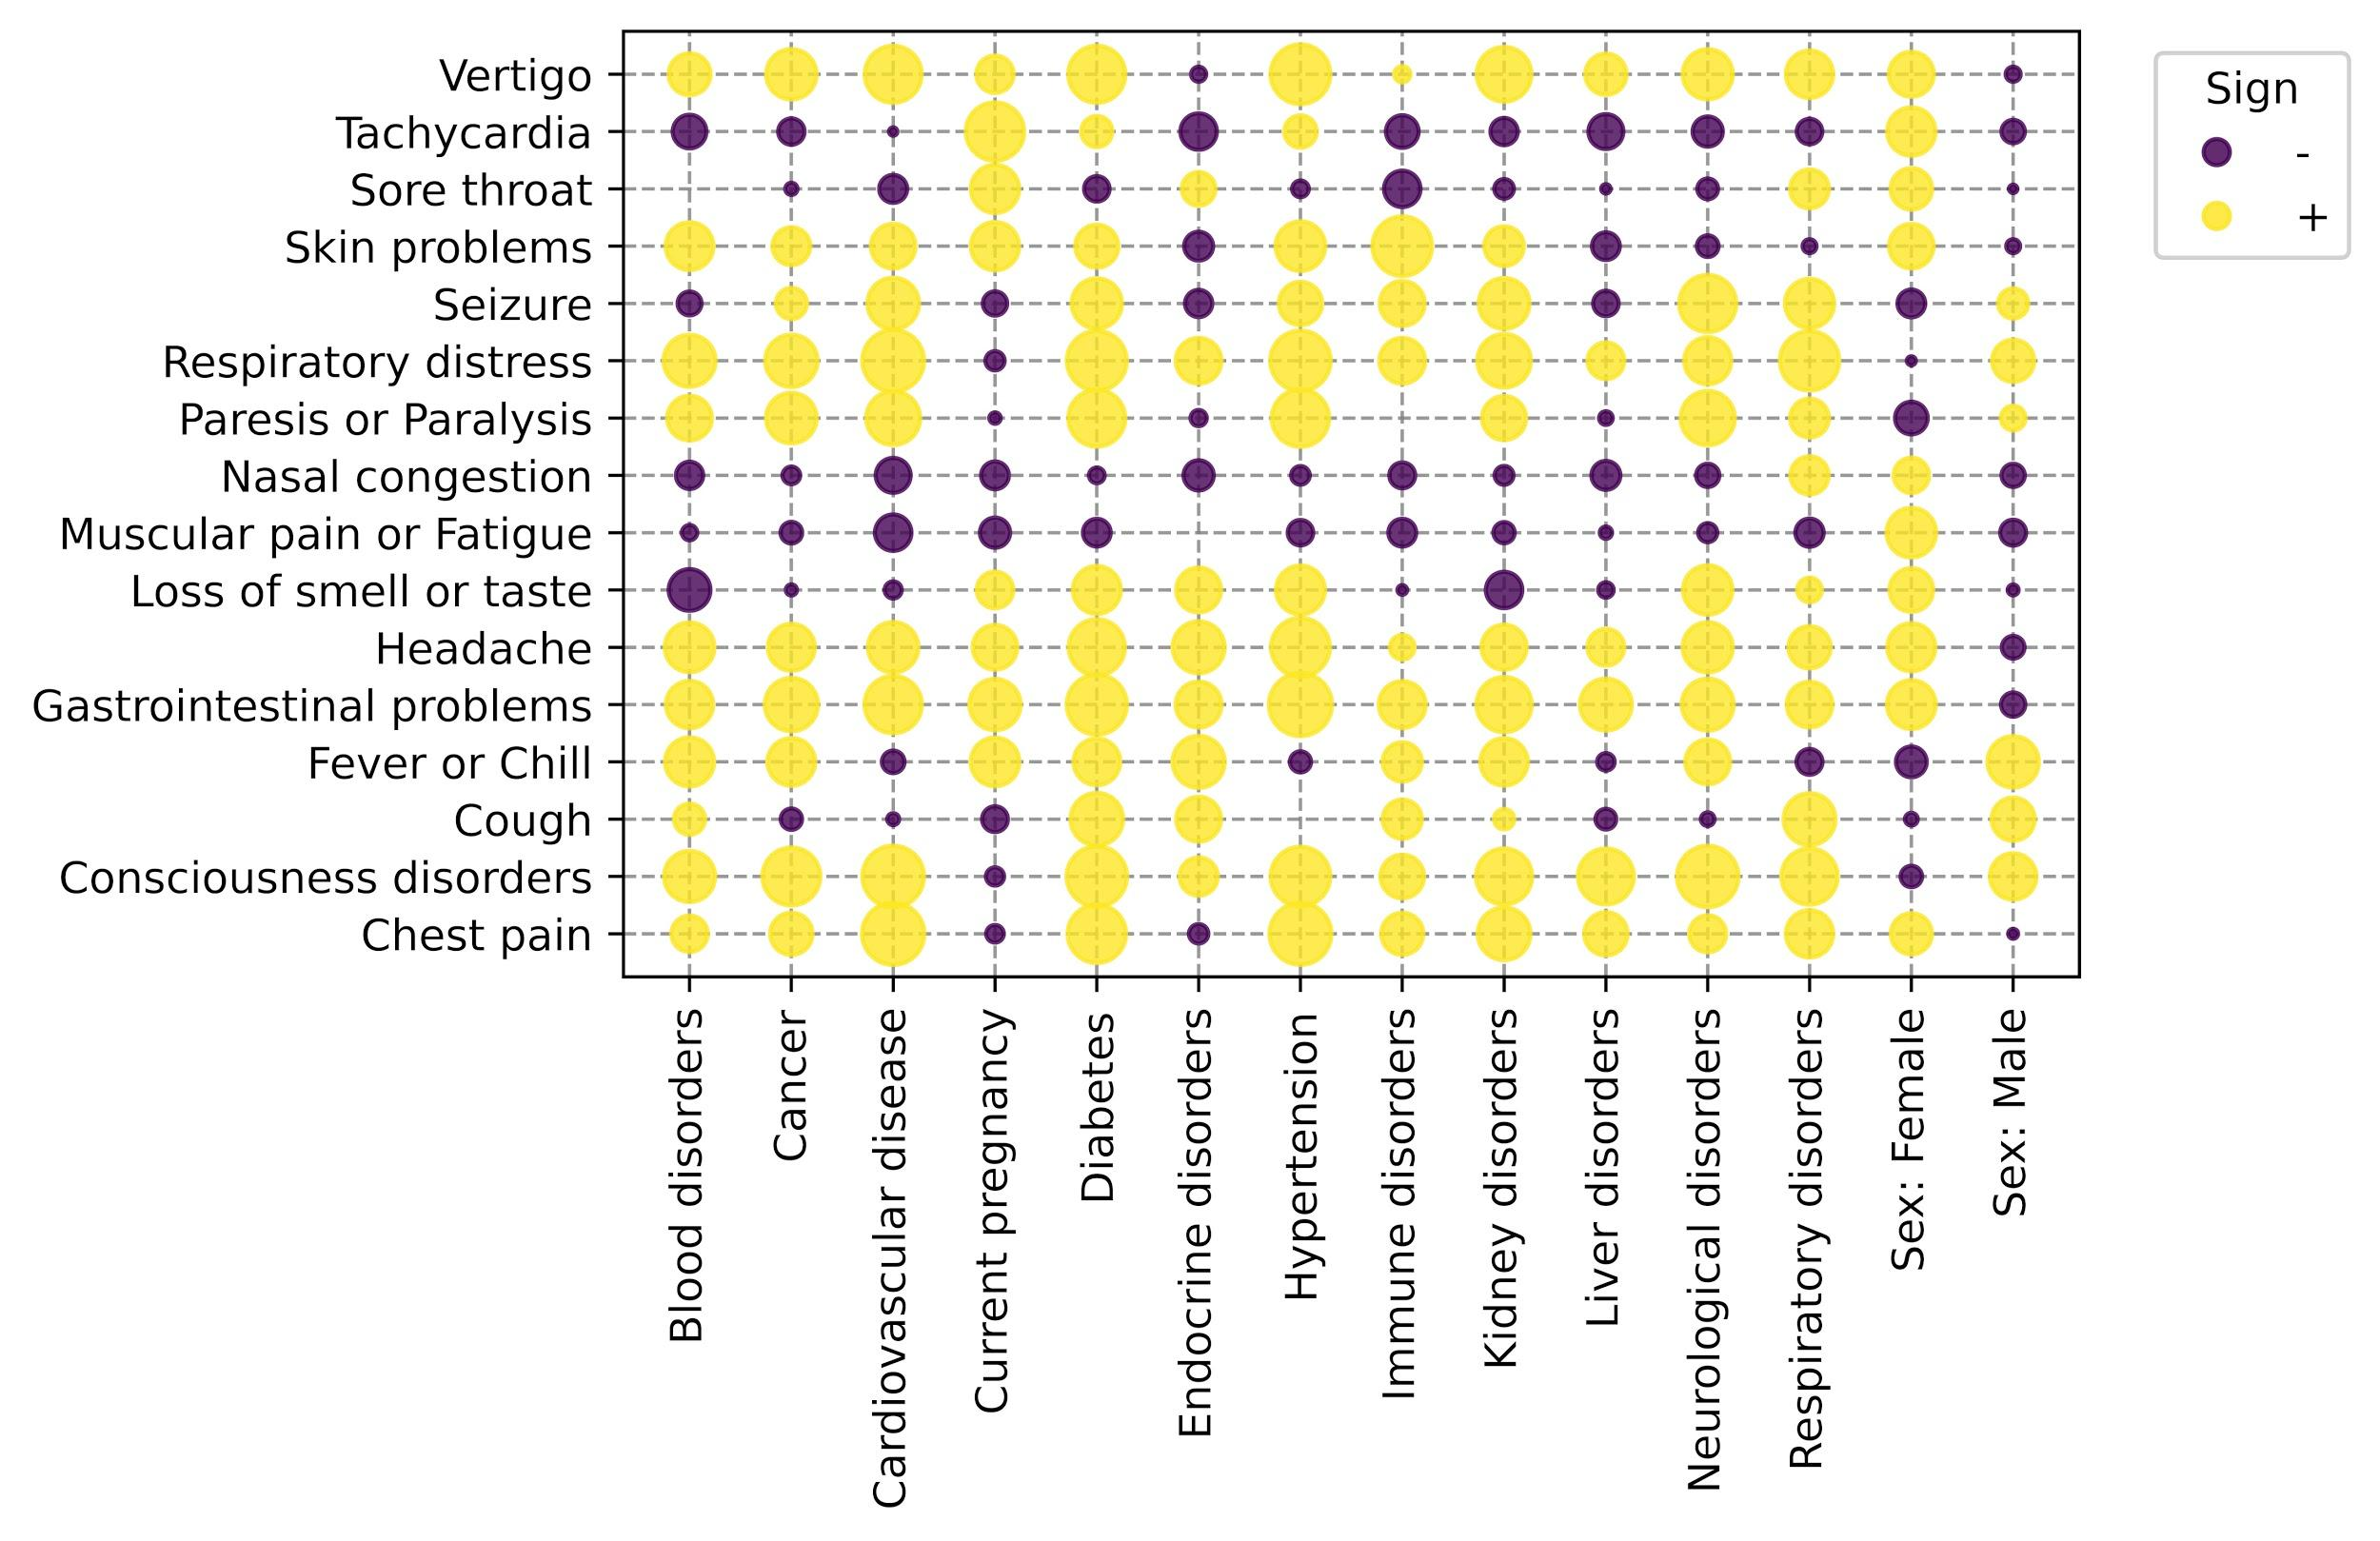 Vertigo
Tachycardia
Sore throat
Skin problems
Seizure
Respiratory distress
Paresis or Paralysis
Nasal congestion
Muscular pain or Fatigue
Loss of smell or taste
Headache
Gastrointestinal problems
Fever or Chill
Cough
Consciousness disorders
Chest pain
Blood disorders
Cancer
Cardiovascular disease
Current pregnancy
Diabetes
Endocrine disorders
Hypertension
Immune disorders
Kidney disorders
Liver disorders
Neurological disorders
Respiratory disorders
Sex: Female
Sex: Male
Sign
-
+